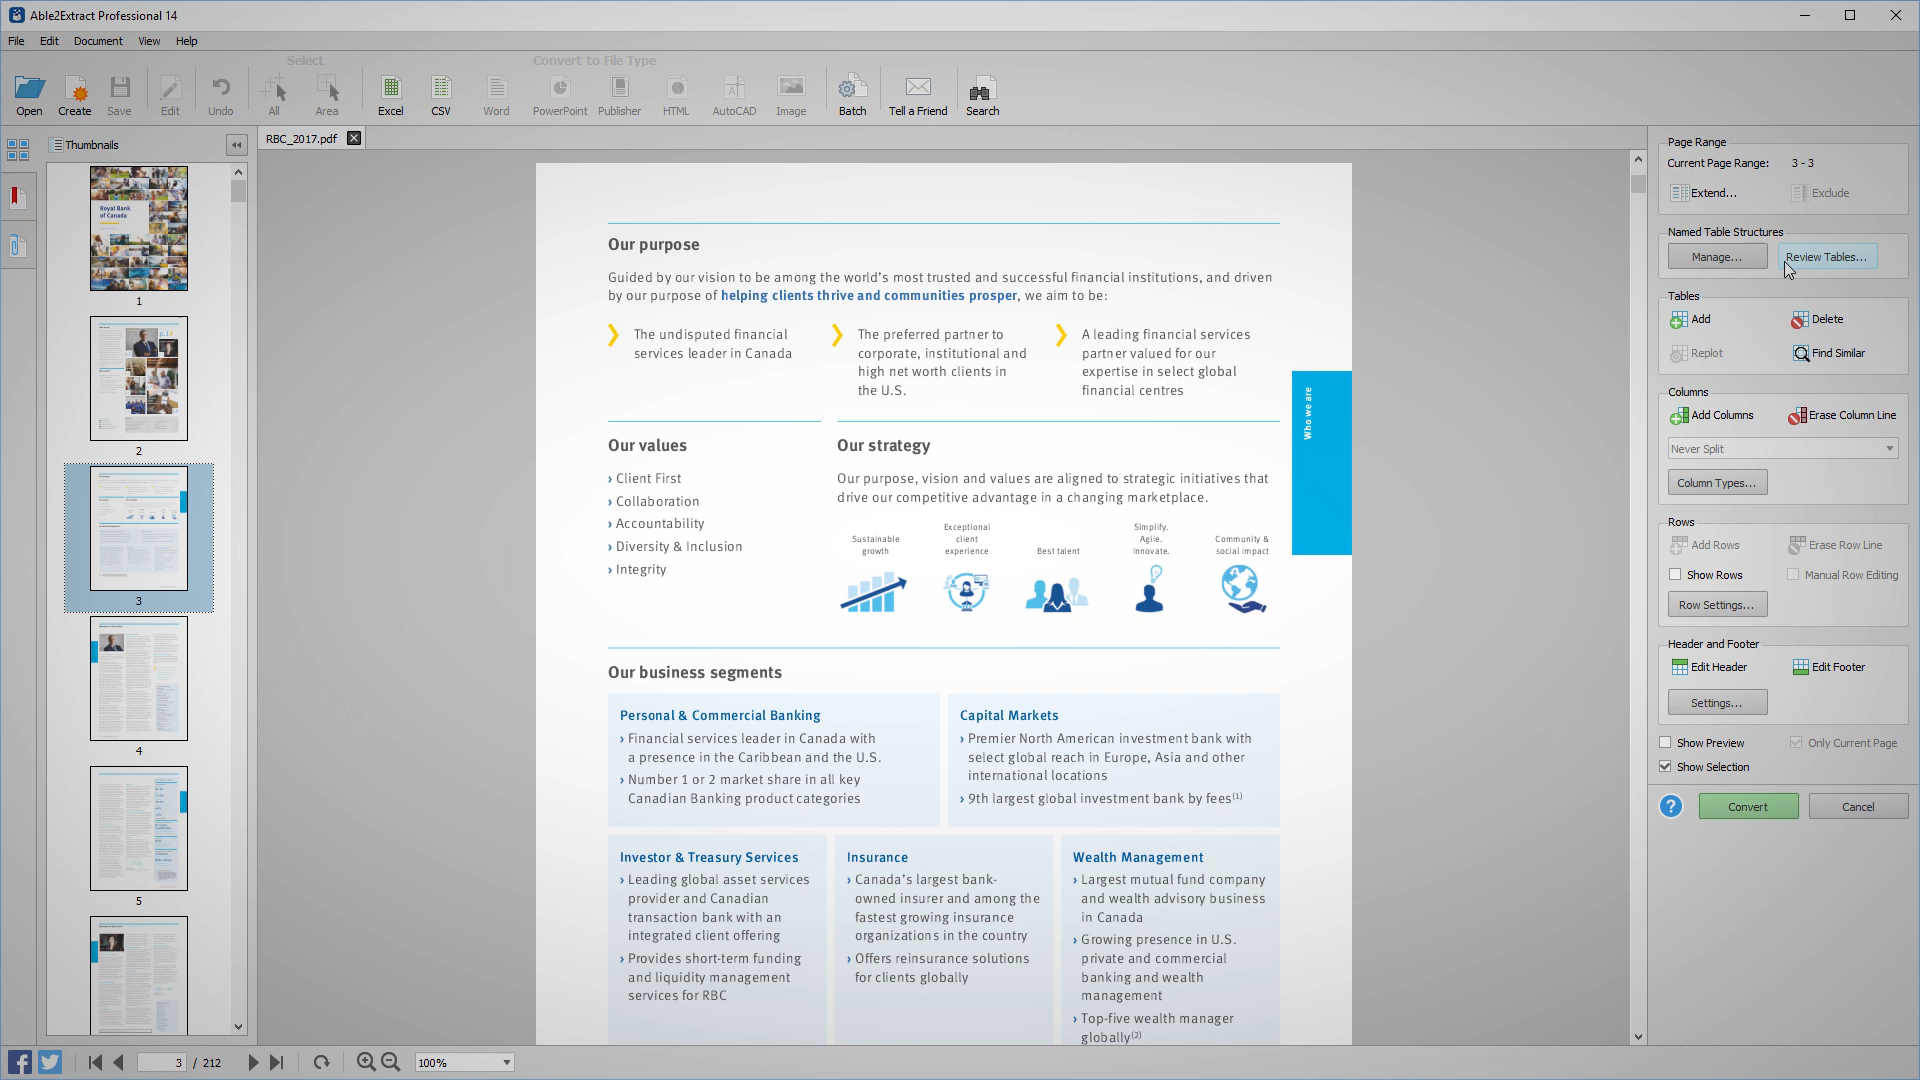 Able2Extract Professional 14
File Edit Document View Help
Select
Convert to File Type
Open Create Save Edit Undo All Area Excel CSV Word PowerPoint Publisher HTML AutoCAD Image Batch Tell a Friend Search
Thumbnails
Royal Bank
of Canada
1
2
3
4
5
RBC_2017.pdf
Our purpose
Guided by our vision to be among the world's most trusted and successful financial institutions, and driven
by our purpose of helping clients thrive and communities prosper, we aim to be:
The undisputed financial
services leader in Canada
The preferred partner to
corporate, institutional and
high net worth clients in
the U.S.
A leading financial services
partner valued for our
expertise in select global
financial centres
Who we are
Our values
› Client First
› Collaboration
› Accountability
› Diversity & Inclusion
› Integrity
Our strategy
Our purpose, vision and values are aligned to strategic initiatives that
drive our competitive advantage in a changing marketplace.
Sustainable
growth
Exceptional
client
experience
Best talent
Simplify.
Agile.
Innovate.
Community &
social impact
Our business segments
Personal & Commercial Banking
› Financial services leader in Canada with
a presence in the Caribbean and the U.S.
› Number 1 or 2 market share in all key
Canadian Banking product categories
Capital Markets
› Premier North American investment bank with
select global reach in Europe, Asia and other
international locations
› 9th largest global investment bank by fees(1)
Investor & Treasury Services
› Leading global asset services
provider and Canadian
transaction bank with an
integrated client offering
› Provides short-term funding
and liquidity management
services for RBC
Insurance
› Canada's largest bank-
owned insurer and among the
fastest growing insurance
organizations in the country
› Offers reinsurance solutions
for clients globally
Wealth Management
› Largest mutual fund company
and wealth advisory business
in Canada
› Growing presence in U.S.
private and commercial
banking and wealth
management
› Top-five wealth manager
globally(2)
Page Range
Current Page Range: 3 - 3
Extend... Exclude
Named Table Structures
Manage... Review Tables...
Tables
Add Delete
Replot Find Similar
Columns
Add Columns Erase Column Line
Never Split
Column Types...
Rows
Add Rows Erase Row Line
Show Rows Manual Row Editing
Row Settings...
Header and Footer
Edit Header Edit Footer
Settings...
Show Preview Only Current Page
Show Selection
? Convert Cancel
3 / 212 100%